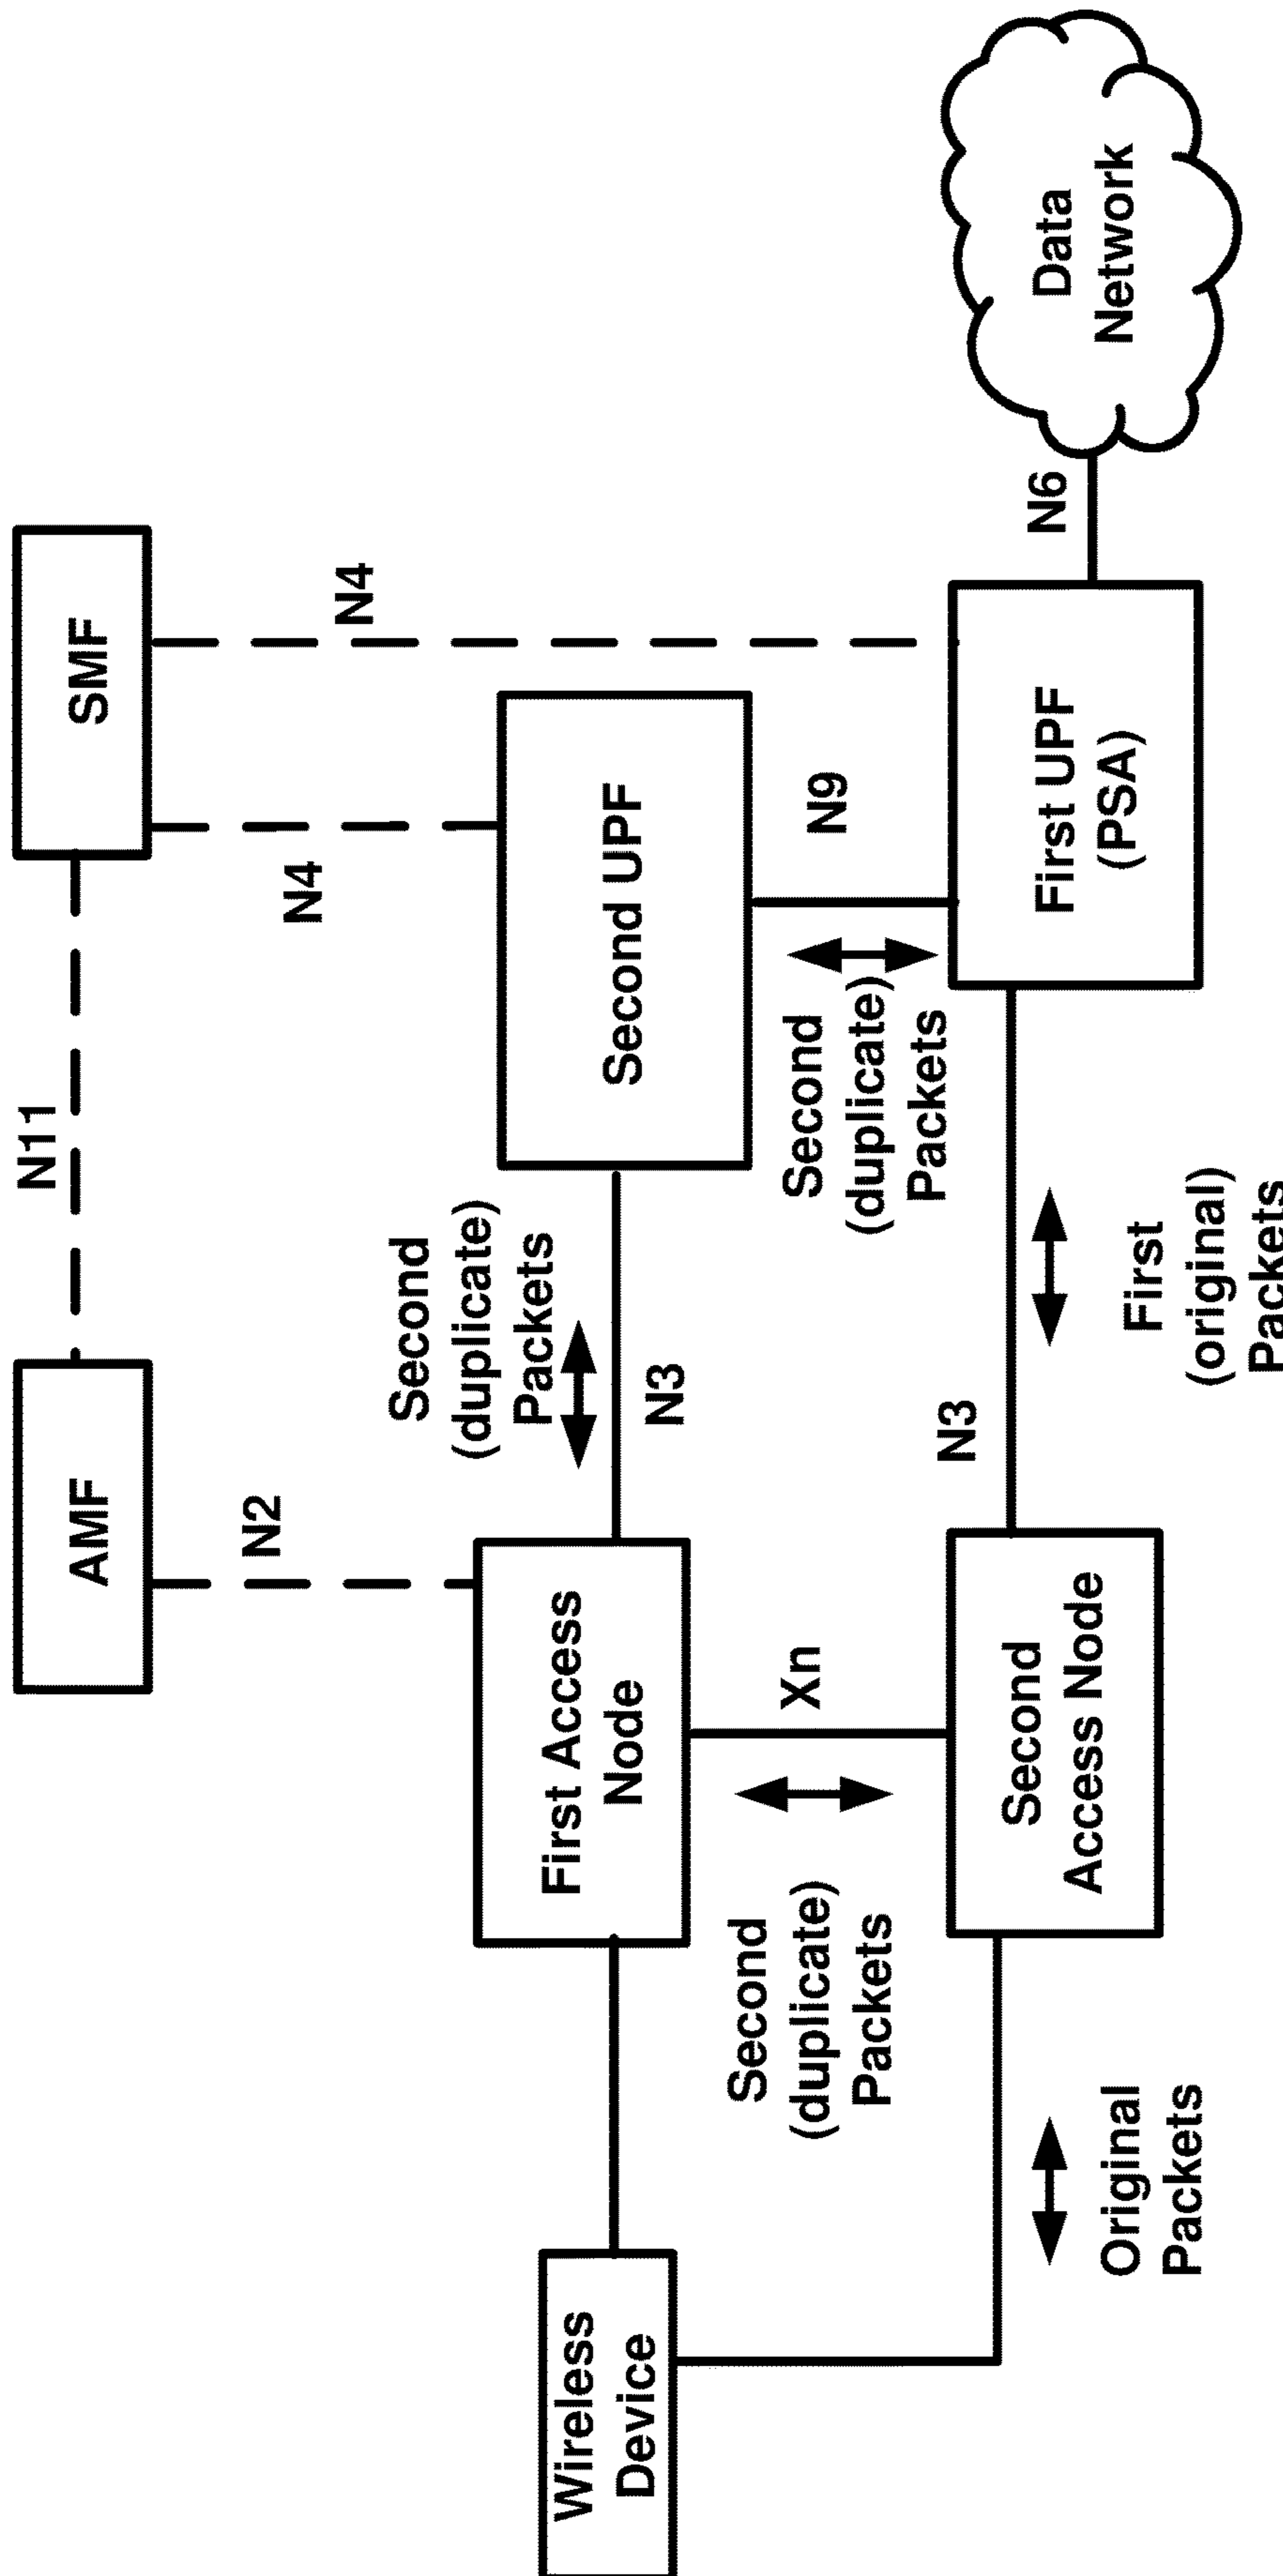 AMF
N11
SMF
N2
N4
N4
Second
(duplicate)
Packets
First Access
Node
N3
Second UPF
Wireless
Device
Second
(duplicate)
Packets
Xn
Second
(duplicate)
Packets
N9
Second
Access Node
N3
First UPF
(PSA)
N6
Data
Network
Original
Packets
First
(original)
Packets